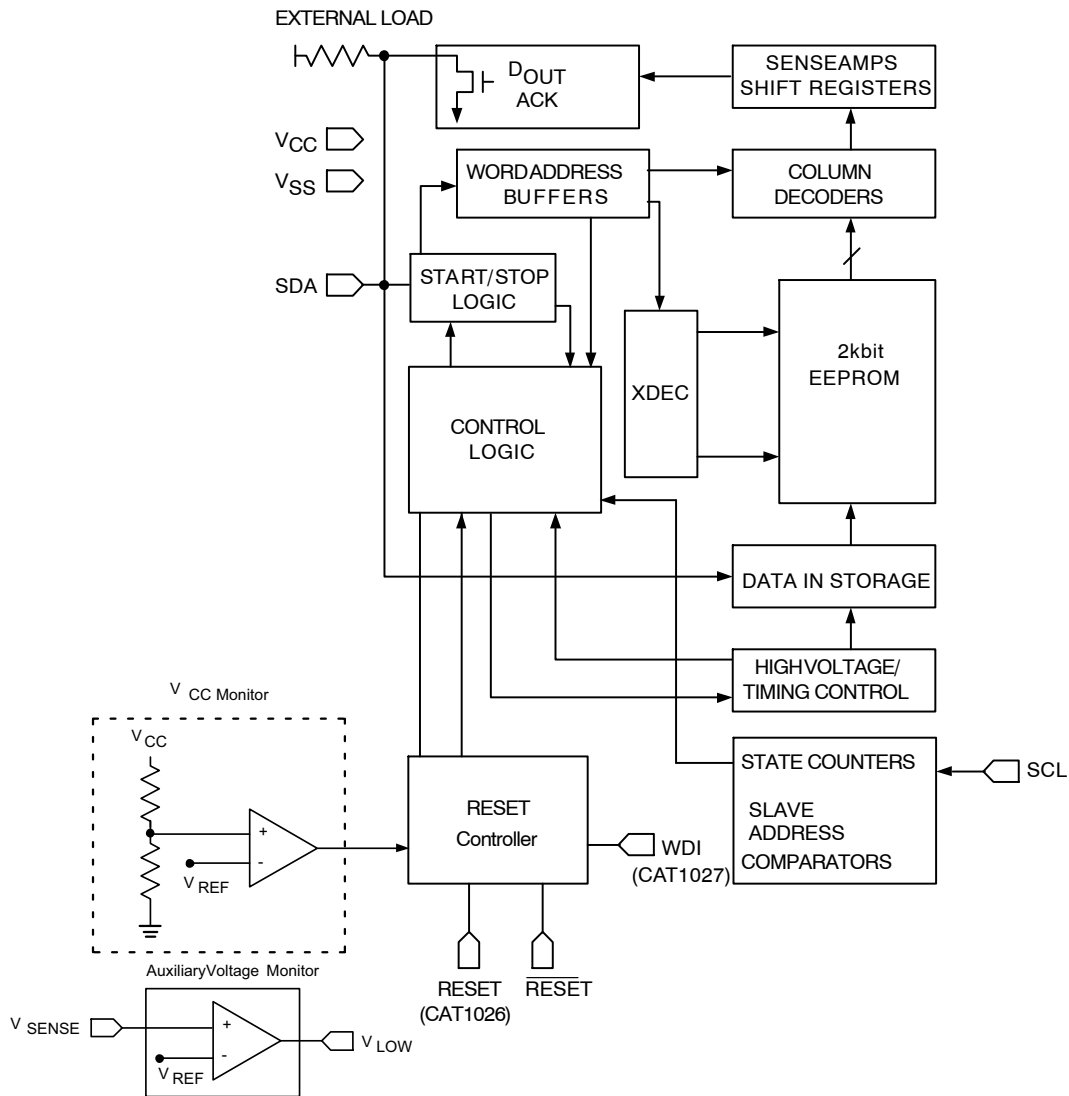 EXTERNAL LOAD
DOUT
ACK
SENSEAMPS
SHIFT REGISTERS
VCC
VSS
WORDADDRESS
BUFFERS
COLUMN
DECODERS
SDA
START/STOP
LOGIC
2kbit
EEPROM
XDEC
CONTROL
LOGIC
DATA IN STORAGE
HIGHVOLTAGE/
TIMING CONTROL
V CC Monitor
VCC
+
-
VREF
RESET
Controller
STATE COUNTERS
SLAVE
ADDRESS
COMPARATORS
SCL
WDI
(CAT1027)
RESET
(CAT1026)
RESET
AuxiliaryVoltage Monitor
V SENSE
+
-
VREF
V LOW